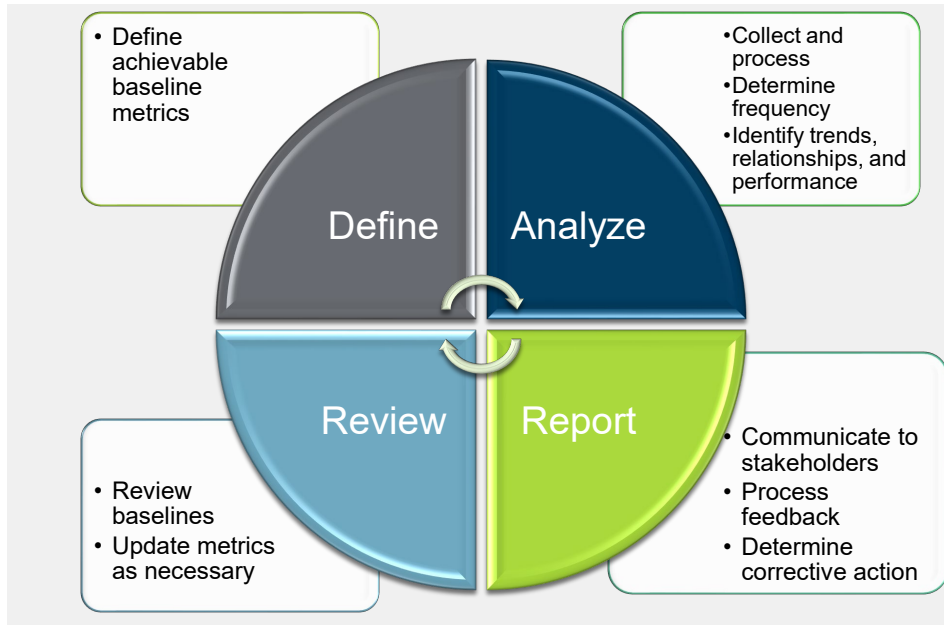 • Define
achievable
baseline
metrics
•Collect and
process
•Determine
frequency
•Identify trends,
relationships, and
performance
Define
Analyze
Review
Report
• Review
baselines
• Update metrics
as necessary
• Communicate to
stakeholders
• Process
feedback
• Determine
corrective action